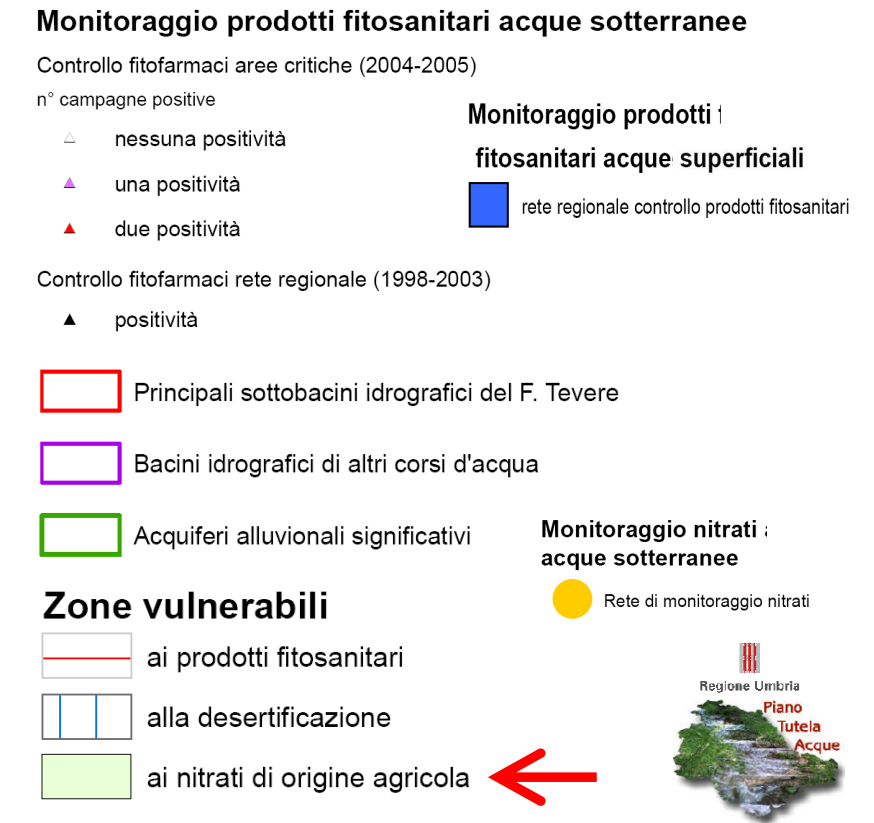 Monitoraggio prodotti fitosanitari acque sotterranee
Controllo fitofarmaci aree critiche (2004-2005)
n° campagne positive
nessuna positività
una positività
due positività
Controllo fitofarmaci rete regionale (1998-2003)
positività
Monitoraggio prodotti
fitosanitari acque superficiali
rete regionale controllo prodotti fitosanitari
Principali sottobacini idrografici del F. Tevere
Bacini idrografici di altri corsi d'acqua
Acquiferi alluvionali significativi
Monitoraggio nitrati
acque sotterranee
Rete di monitoraggio nitrati
Zone vulnerabili
ai prodotti fitosanitari
alla desertificazione
ai nitrati di origine agricola
Regione Umbria
Piano
Tutela
Acque